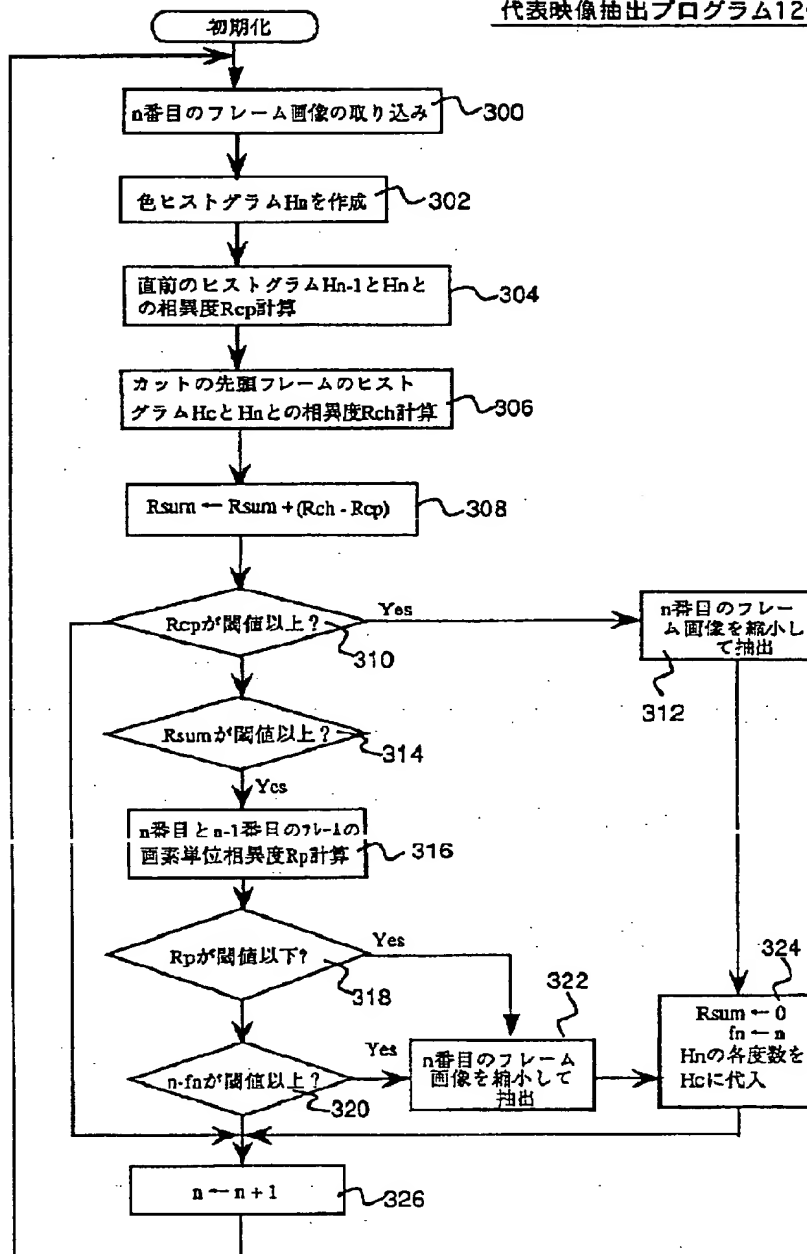 代表映像抽出プログラム12
初期化
n番目のフレーム画像の取り込み
300
色ヒストグラムHnを作成
302
直前のヒストグラムHn-1とHnと
の相異度Rcp計算
304
カットの先頭フレームのヒスト
グラムHcとHnとの相異度Rch計算
306
Rsum ← Rsum + (Rch - Rcp)
308
Rcpが閾値以上?
310
Yes
n番目のフレー
ム画像を縮小し
て抽出
312
Rsumが閾値以上?
314
Yes
n番目とn-1番目のフレームの
画素単位相異度Rp計算
316
Rpが閾値以下?
318
Yes
n-fnが閾値以上?
320
Yes
n番目のフレーム
画像を縮小して
抽出
322
324
Rsum ← 0
fn ← n
Hnの各度数を
Hcに代入
n ← n + 1
326